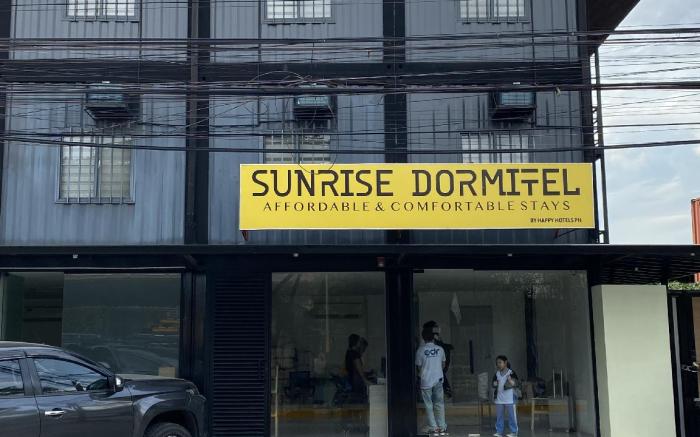 SUNRISE DORMITEL
AFFORDABLE & COMFORTABLE STAYS
BY HAPPY HOTELS PH